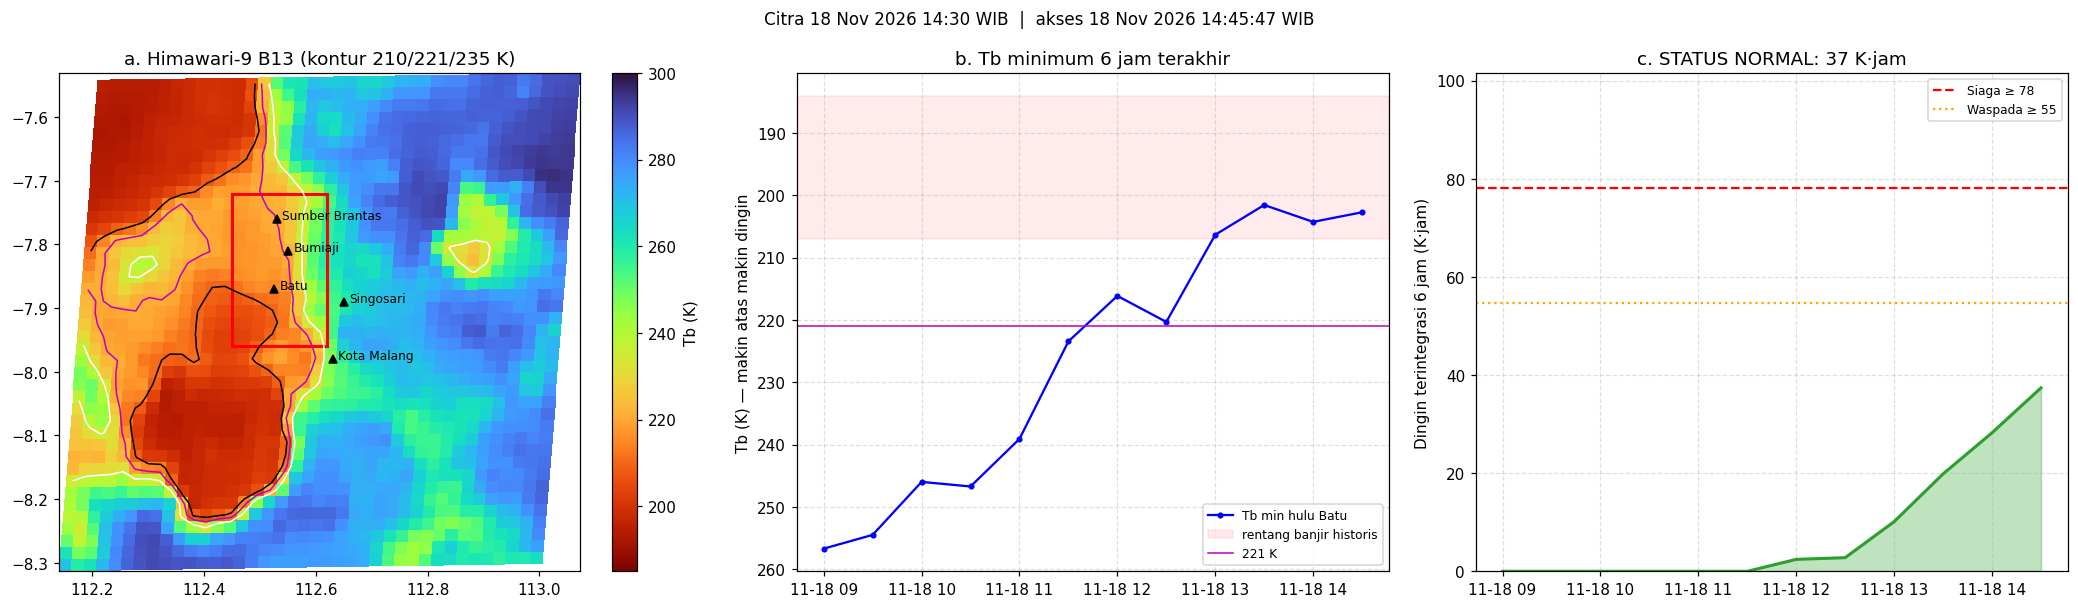 Citra 18 Nov 2026 14:30 WIB | akses 18 Nov 2026 14:45:47 WIB
a. Himawari-9 B13 (kontur 210/221/235 K)
−7.6
−7.7
−7.8
−7.9
−8.0
−8.1
−8.2
−8.3
112.2
112.4
112.6
112.8
113.0
Sumber Brantas
Bumiaji
Batu
Singosari
Kota Malang
300
280
260
240
220
200
Tb (K)
b. Tb minimum 6 jam terakhir
Tb (K) — makin atas makin dingin
190
200
210
220
230
240
250
260
11-18 09
11-18 10
11-18 11
11-18 12
11-18 13
11-18 14
Tb min hulu Batu
rentang banjir historis
221 K
c. STATUS NORMAL: 37 K·jam
Dingin terintegrasi 6 jam (K·jam)
100
80
60
40
20
0
11-18 09
11-18 10
11-18 11
11-18 12
11-18 13
11-18 14
Siaga ≥ 78
Waspada ≥ 55